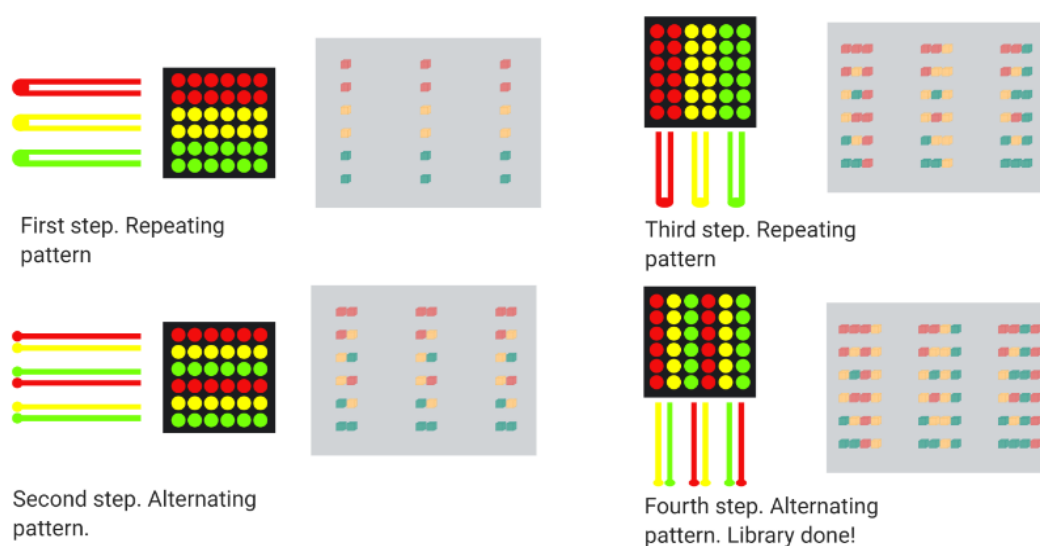 First step. Repeating
pattern
Second step. Alternating
pattern.
Third step. Repeating
pattern
Fourth step. Alternating
pattern. Library done!